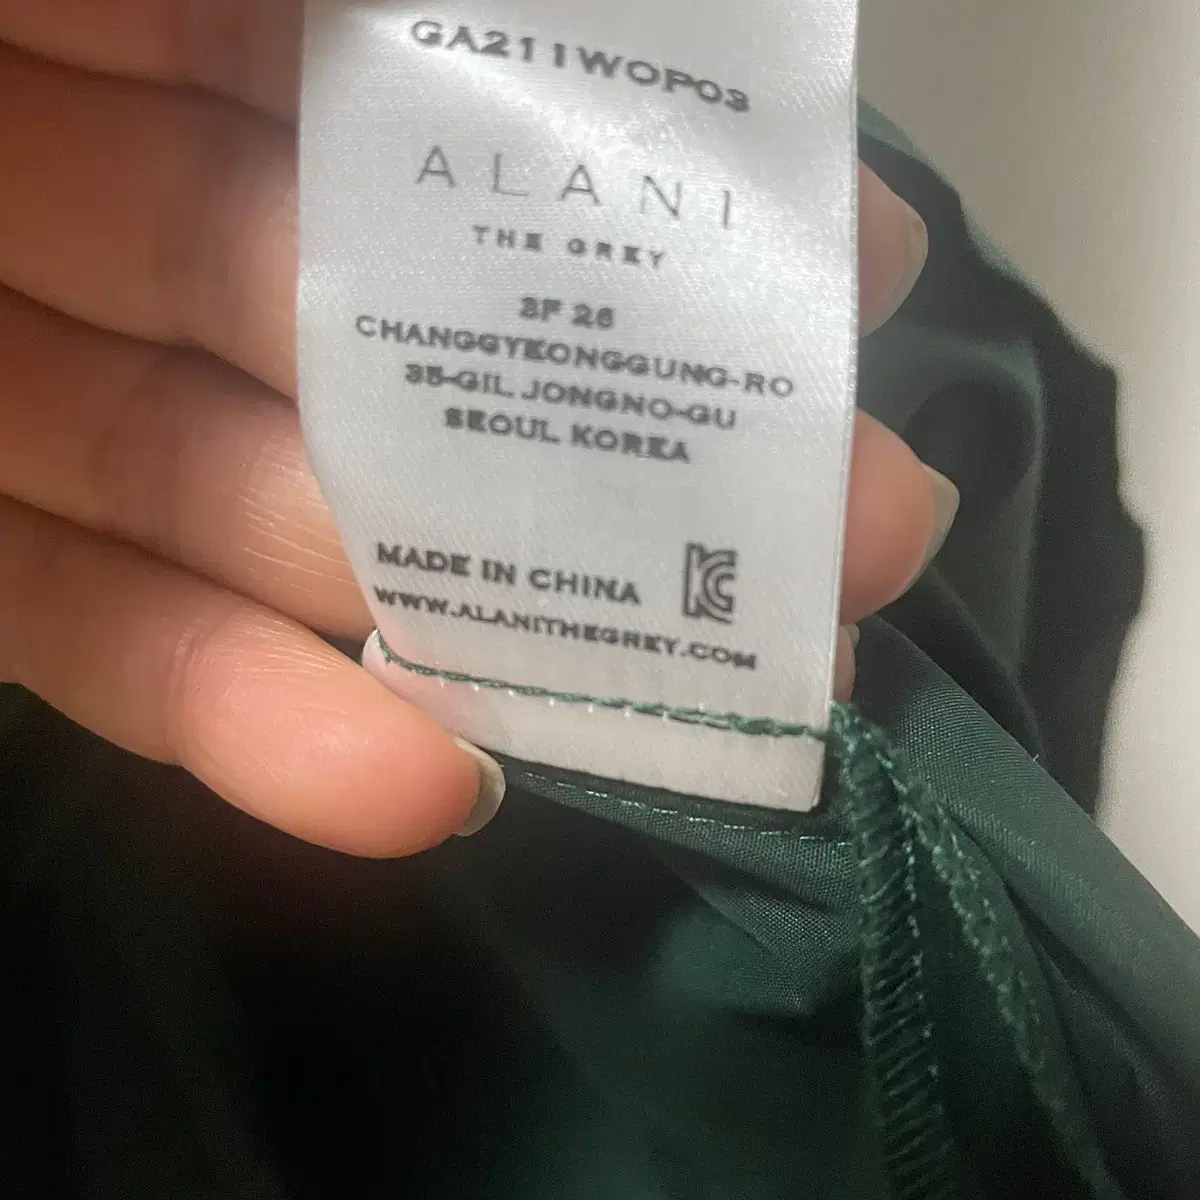 GA211WOP03
ALANI
THE GREY
3F 26
CHANGGYEONGGUNG-RO
35-GIL JONGNO-GU
SEOUL KOREA
MADE IN CHINA KC
WWW.ALANITHEGREY.COM